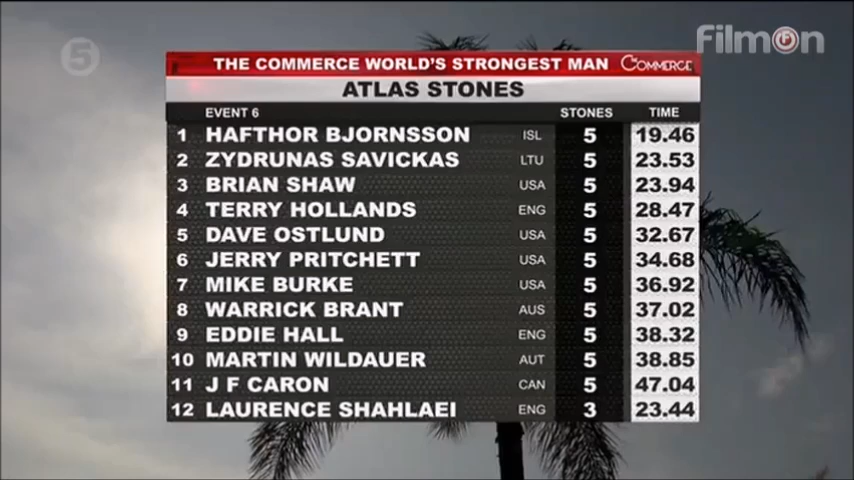 5
FilmOn
THE COMMERCE WORLD'S STRONGEST MAN THE COMMERCE
ATLAS STONES
EVENT 6 STONES TIME
1 HAFTHOR BJORNSSON ISL 5 19.46
2 ZYDRUNAS SAVICKAS LTU 5 23.53
3 BRIAN SHAW USA 5 23.94
4 TERRY HOLLANDS ENG 5 28.47
5 DAVE OSTLUND USA 5 32.67
6 JERRY PRITCHETT USA 5 34.68
7 MIKE BURKE USA 5 36.92
8 WARRICK BRANT AUS 5 37.02
9 EDDIE HALL ENG 5 38.32
10 MARTIN WILDAUER AUT 5 38.85
11 J F CARON CAN 5 47.04
12 LAURENCE SHAHLAEI ENG 3 23.44